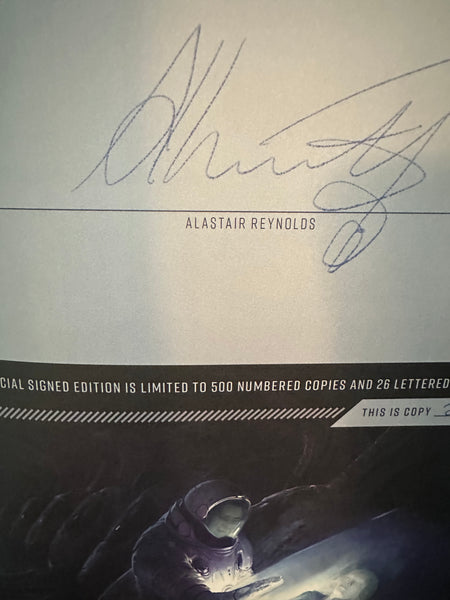 ALASTAIR REYNOLDS
CIAL SIGNED EDITION IS LIMITED TO 500 NUMBERED COPIES AND 26 LETTERED
THIS IS COPY